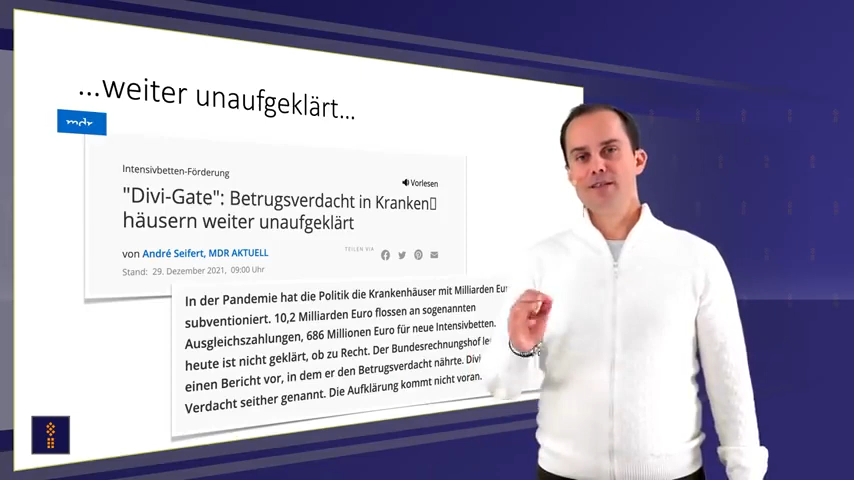 ...weiter unaufgeklärt...
mdr
Intensivbetten-Förderung
Vorlesen
"Divi-Gate": Betrugsverdacht in Kranken
häusern weiter unaufgeklärt
von André Seifert, MDR AKTUELL
TEILEN VIA
Stand: 29. Dezember 2021, 09:00 Uhr
In der Pandemie hat die Politik die Krankenhäuser mit Milliarden
subventioniert. 10,2 Milliarden Euro flossen an sogenannten
Ausgleichszahlungen, 686 Millionen Euro für neue Intensivbetten.
heute ist nicht geklärt, ob zu Recht. Der Bundesrechnungshof
einen Bericht vor, in dem er den Betrugsverdacht nährte.
Verdacht seither genannt. Die Aufklärung kommt nicht voran.